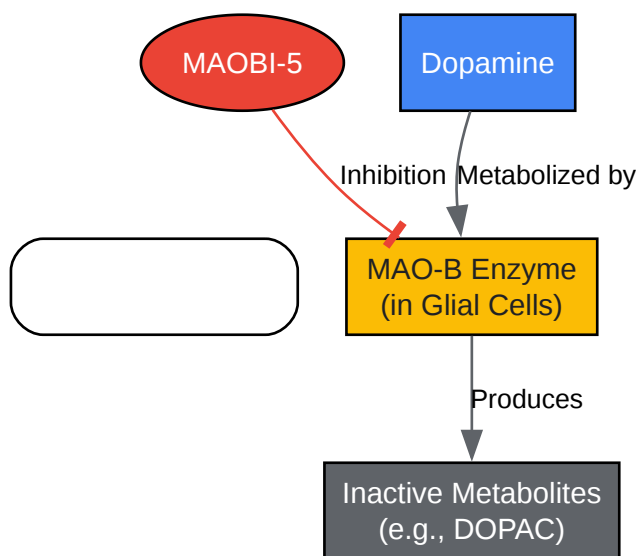 MAOBI-5
Dopamine
Inhibition
Metabolized by
MAO-B Enzyme
(in Glial Cells)
Produces
Inactive Metabolites
(e.g., DOPAC)